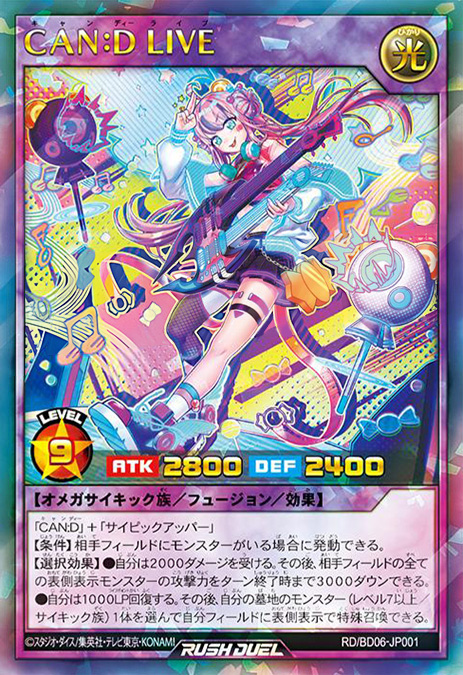 キャンディーライブ
CAN:D LIVE
ひかり
光
LEVEL
9
ATK 2800 DEF 2400
【オメガサイキック族／フュージョン／効果】
「CAN:D」+「サイビックアッパー」
【条件】相手フィールドにモンスターがいる場合に発動できる。
【選択効果】●自分は2000ダメージを受ける。その後、相手フィールドの全て
の表側表示モンスターの攻撃力をターン終了時まで3000ダウンできる。
●自分は1000LP回復する。その後、自分の墓地のモンスター（レベル7以上／
サイキック族）1体を選んで自分フィールドに表側表示で特殊召喚できる。
©スタジオ・ダイス/集英社・テレビ東京・KONAMI
RUSH DUEL
RD/BD06-JP001